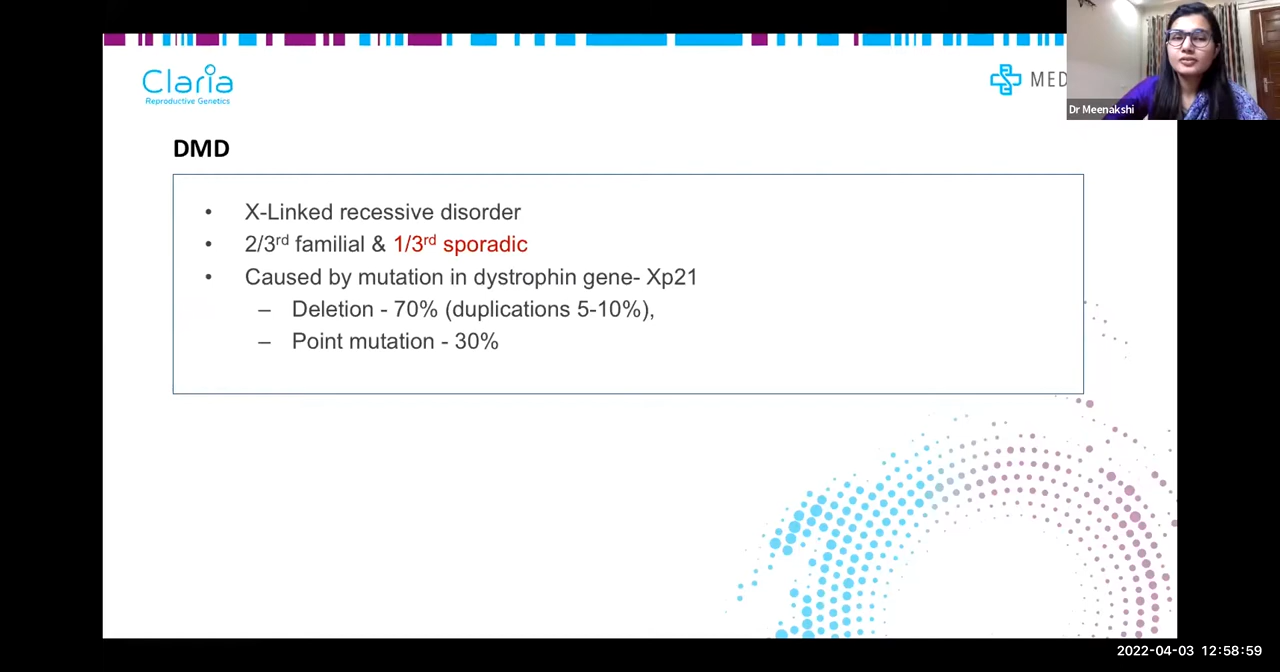 Claria
Reproductive Genetics
MED
Dr Meenakshi
DMD
• X-Linked recessive disorder
• 2/3rd familial & 1/3rd sporadic
• Caused by mutation in dystrophin gene- Xp21
– Deletion - 70% (duplications 5-10%),
– Point mutation - 30%
2022-04-03 12:58:59